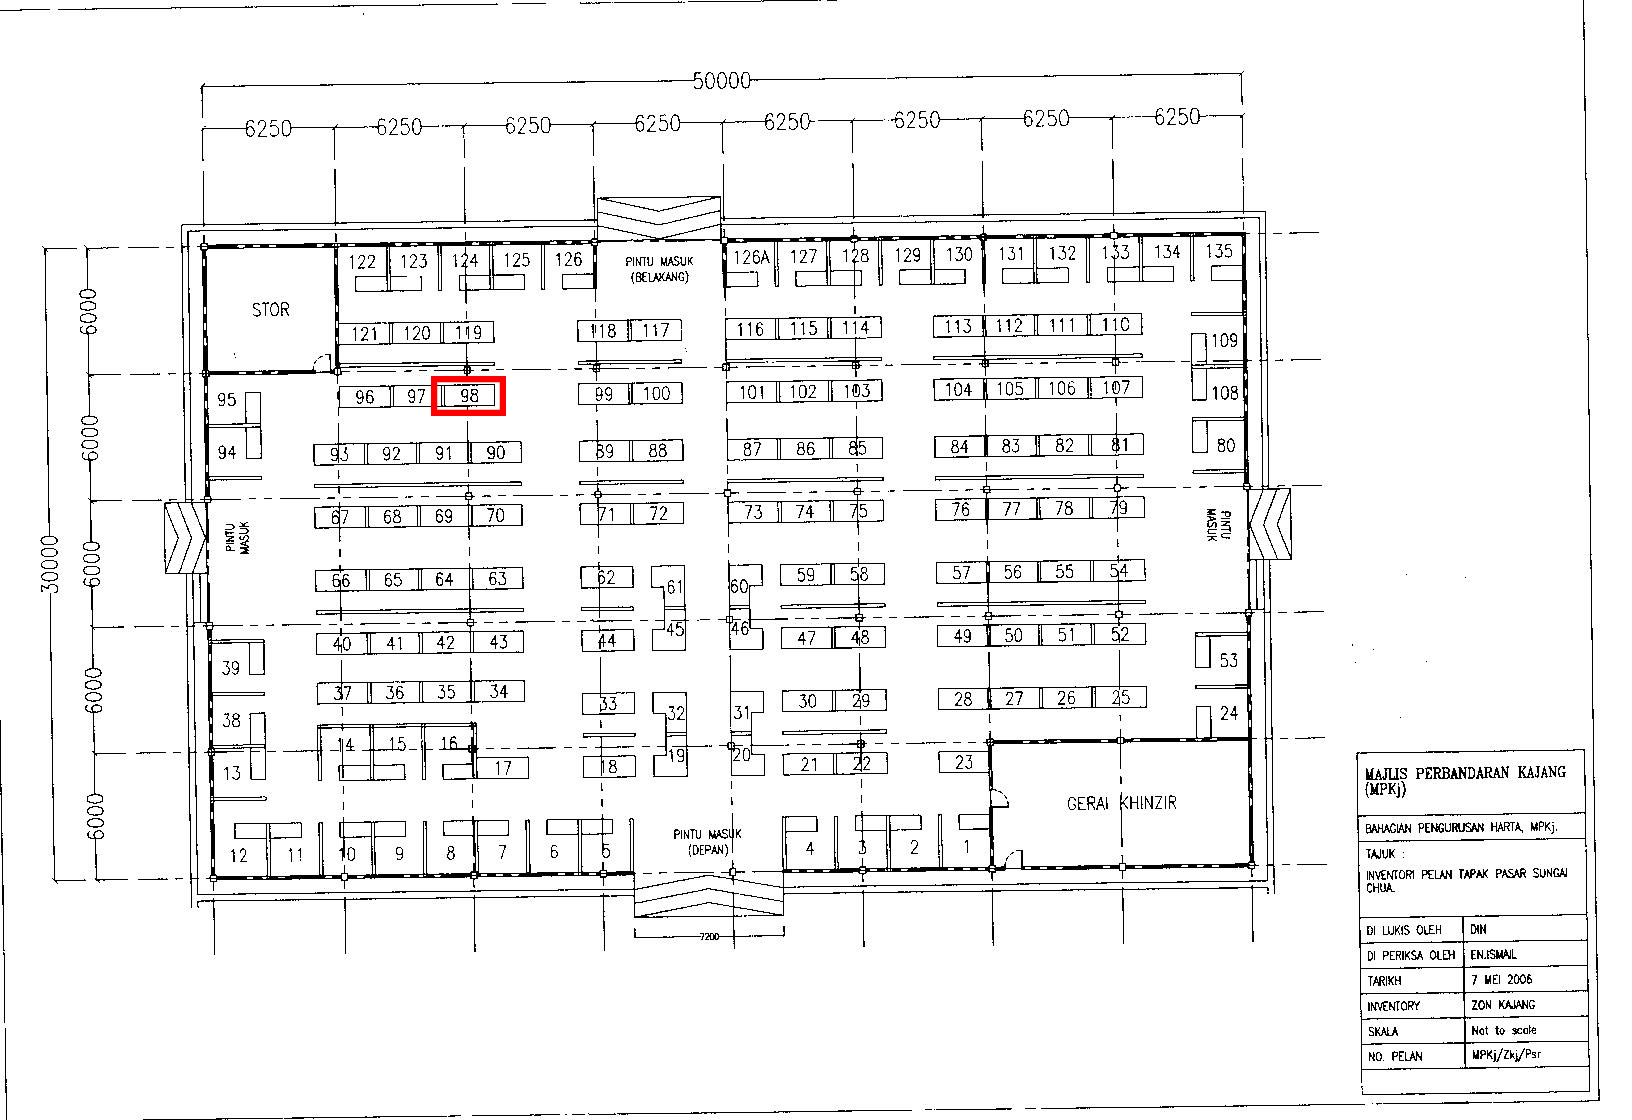 50000
6250 6250 6250 6250 6250 6250 6250 6250
122 123 124 125 126 PINTU MASUK 126A 127 128 129 130 131 132 133 134 135
(BELAKANG)
STOR
6000
121 120 119 118 117 116 115 114 113 112 111 110
109
95 96 97 98 99 100 101 102 103 104 105 106 107 108
6000
94 93 92 91 90 89 88 87 86 85 84 83 82 81 80
67 68 69 70 71 72 73 74 75 76 77 78 79
PINTU MASUK
PINTU MASUK
30000
6000
66 65 64 63 62 61 60 59 58 57 56 55 54
40 41 42 43 44 45 46 47 48 49 50 51 52
39 53
6000
37 36 35 34 33 32 31 30 29 28 27 26 25
38 24
14 15 16 19 20
13 17 18 21 22 23
GERAI KHINZIR
6000
PINTU MASUK
(DEPAN)
12 11 10 9 8 7 6 5 4 3 2 1
7200
MAJLIS PERBANDARAN KAJANG
(MPKj)
BAHAGIAN PENGURUSAN HARTA, MPKj.
TAJUK :
INVENTORI PELAN TAPAK PASAR SUNGAI
CHUA.
DI LUKIS OLEH DIN
DI PERIKSA OLEH EN.ISMAIL
TARIKH 7 MEI 2006
INVENTORY ZON KAJANG
SKALA Not to scale
NO. PELAN MPKj/Zkj/Psr